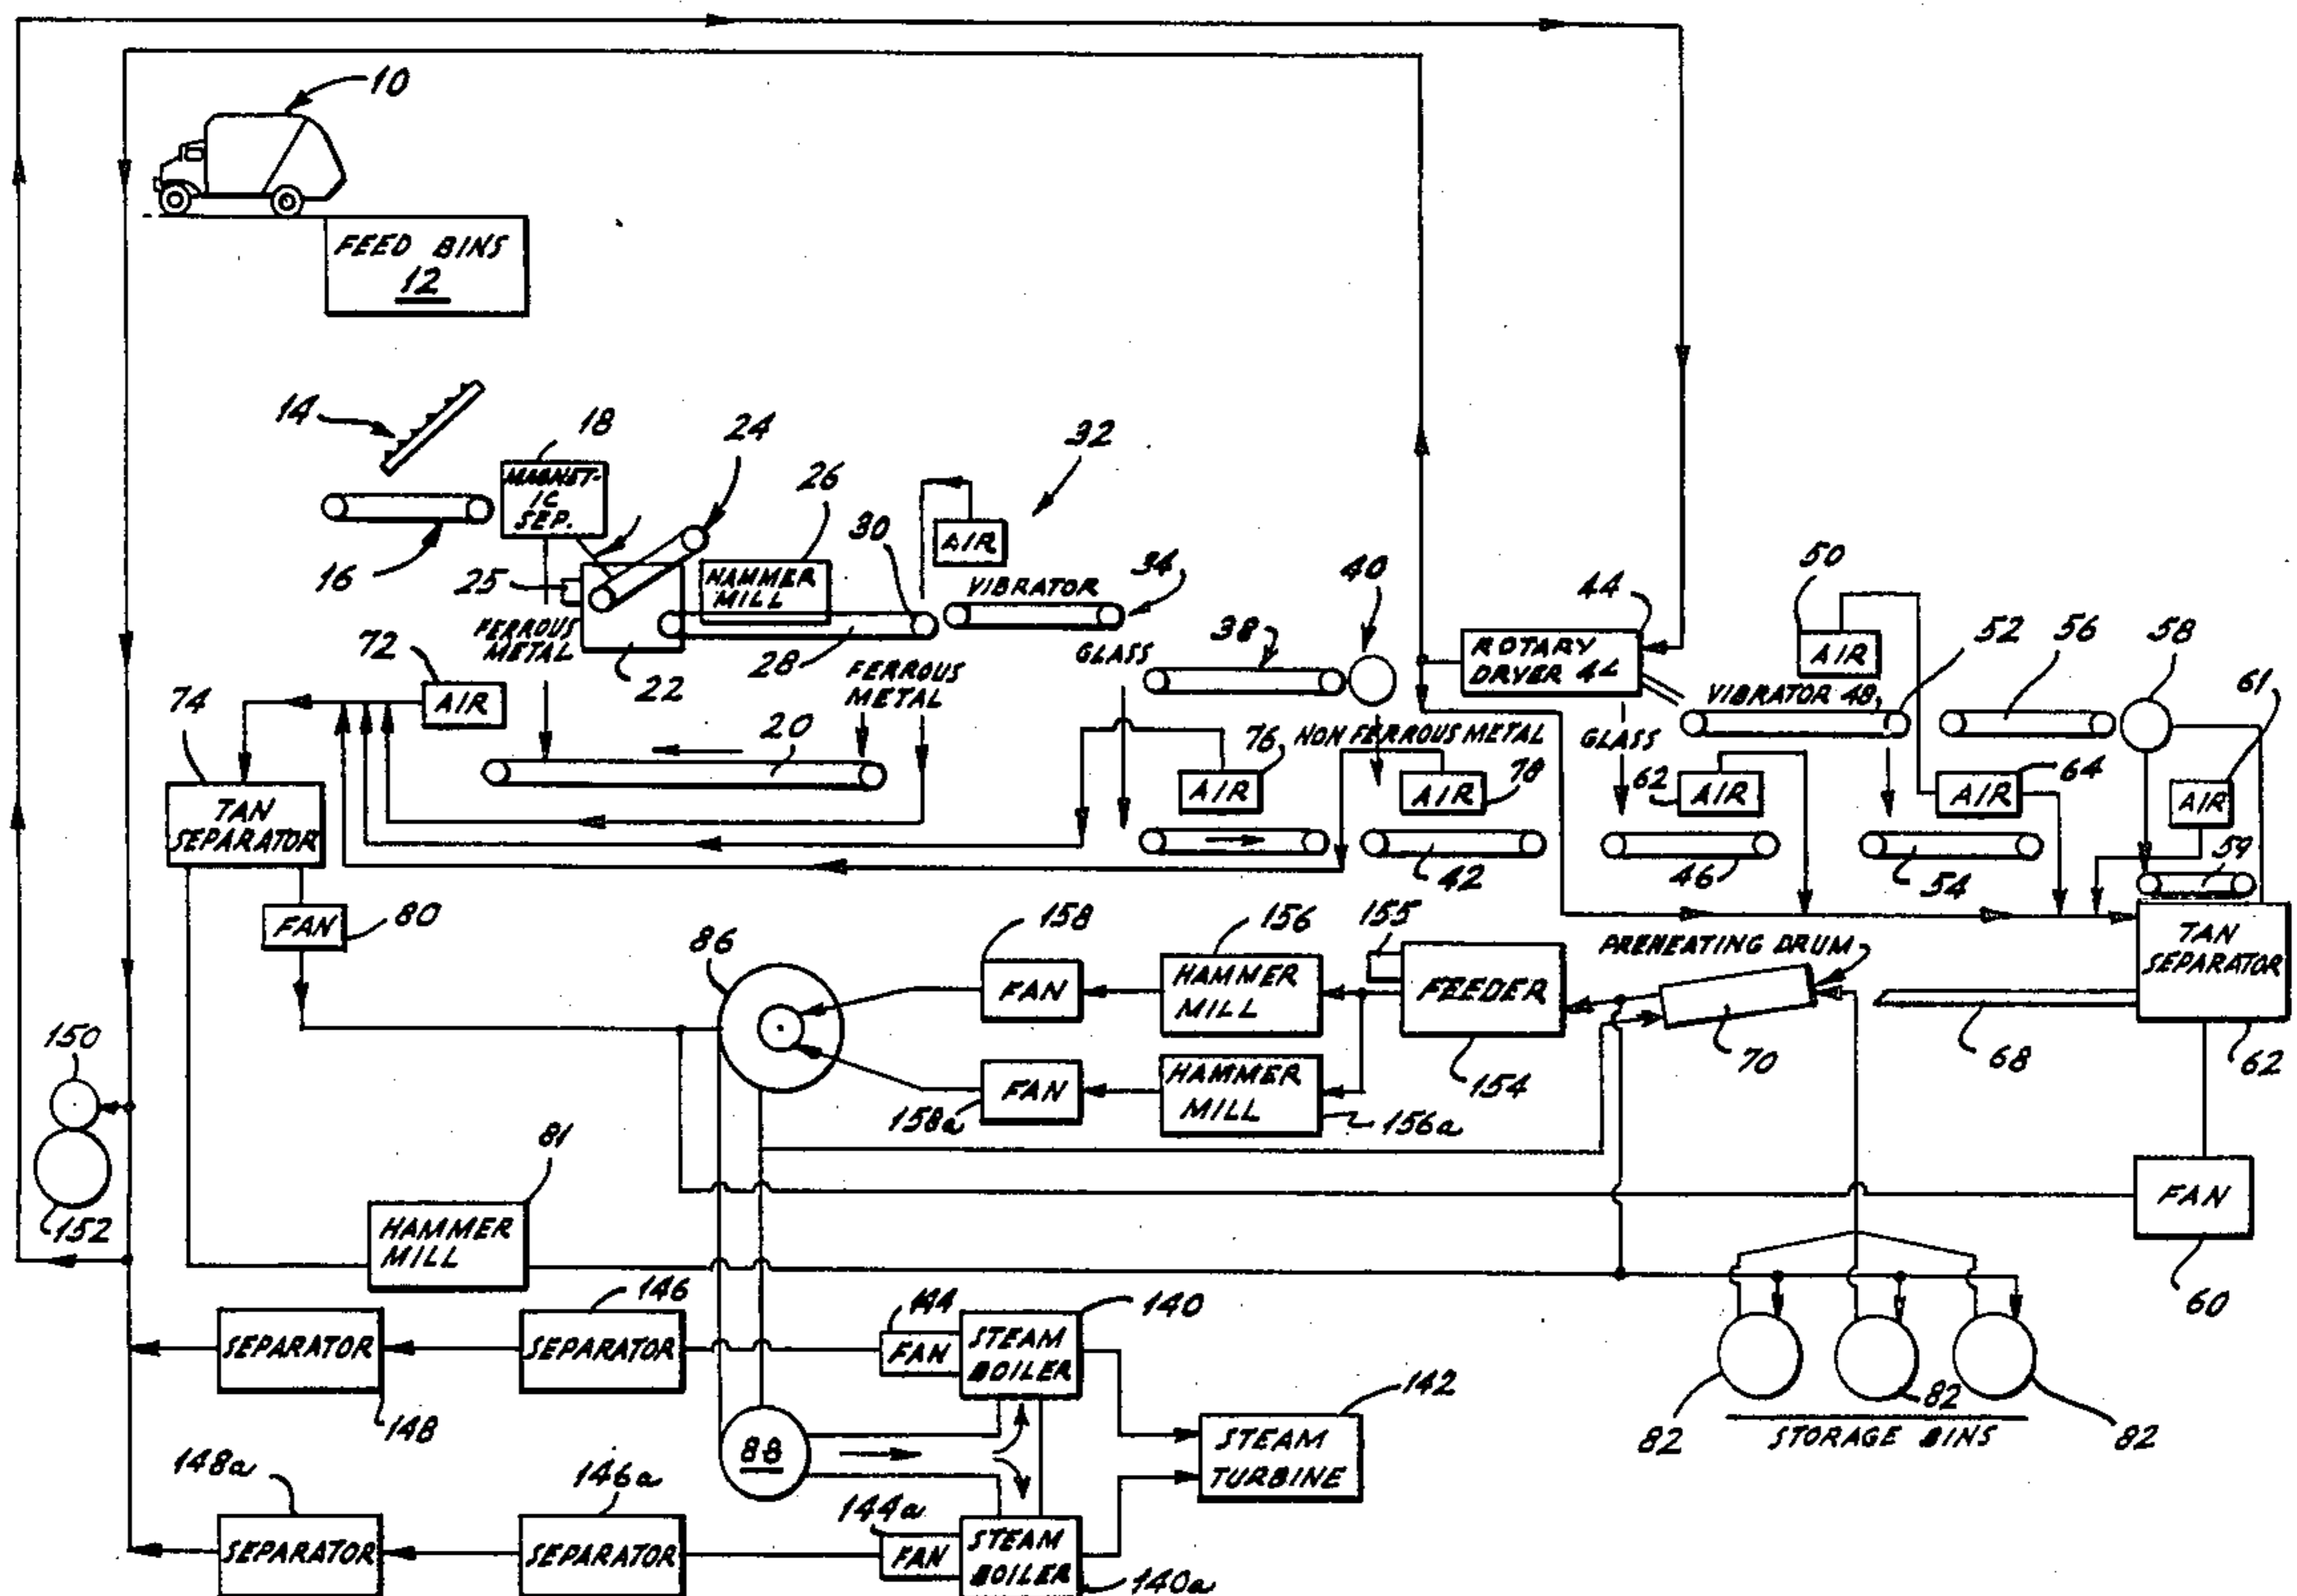 10
FEED BINS
12
14
18
MAGNET-
IC
SEP.
16
24
26
32
30
AIR
25
HAMMER
MILL
VIBRATOR
34
40
50
44
AIR
52
56
58
61
FERROUS
METAL
22
28
GLASS
38
ROTARY
DRYER 44
VIBRATOR 48
72
AIR
74
FERROUS
METAL
20
76
NON FERROUS METAL
GLASS
AIR
78
AIR
62
AIR
AIR
64
AIR
TAN
SEPARATOR
42
46
54
59
FAN
80
86
158
156
155
PREHEATING DRUM
TAN
SEPARATOR
FAN
HAMMER
MILL
FEEDER
70
68
62
150
FAN
158a
HAMMER
MILL
156a
154
152
81
HAMMER
MILL
FAN
60
146
144
140
SEPARATOR
SEPARATOR
FAN
STEAM
BOILER
142
148
82
82
82
STORAGE BINS
88
STEAM
TURBINE
148a
146a
144a
SEPARATOR
SEPARATOR
FAN
STEAM
BOILER
140a